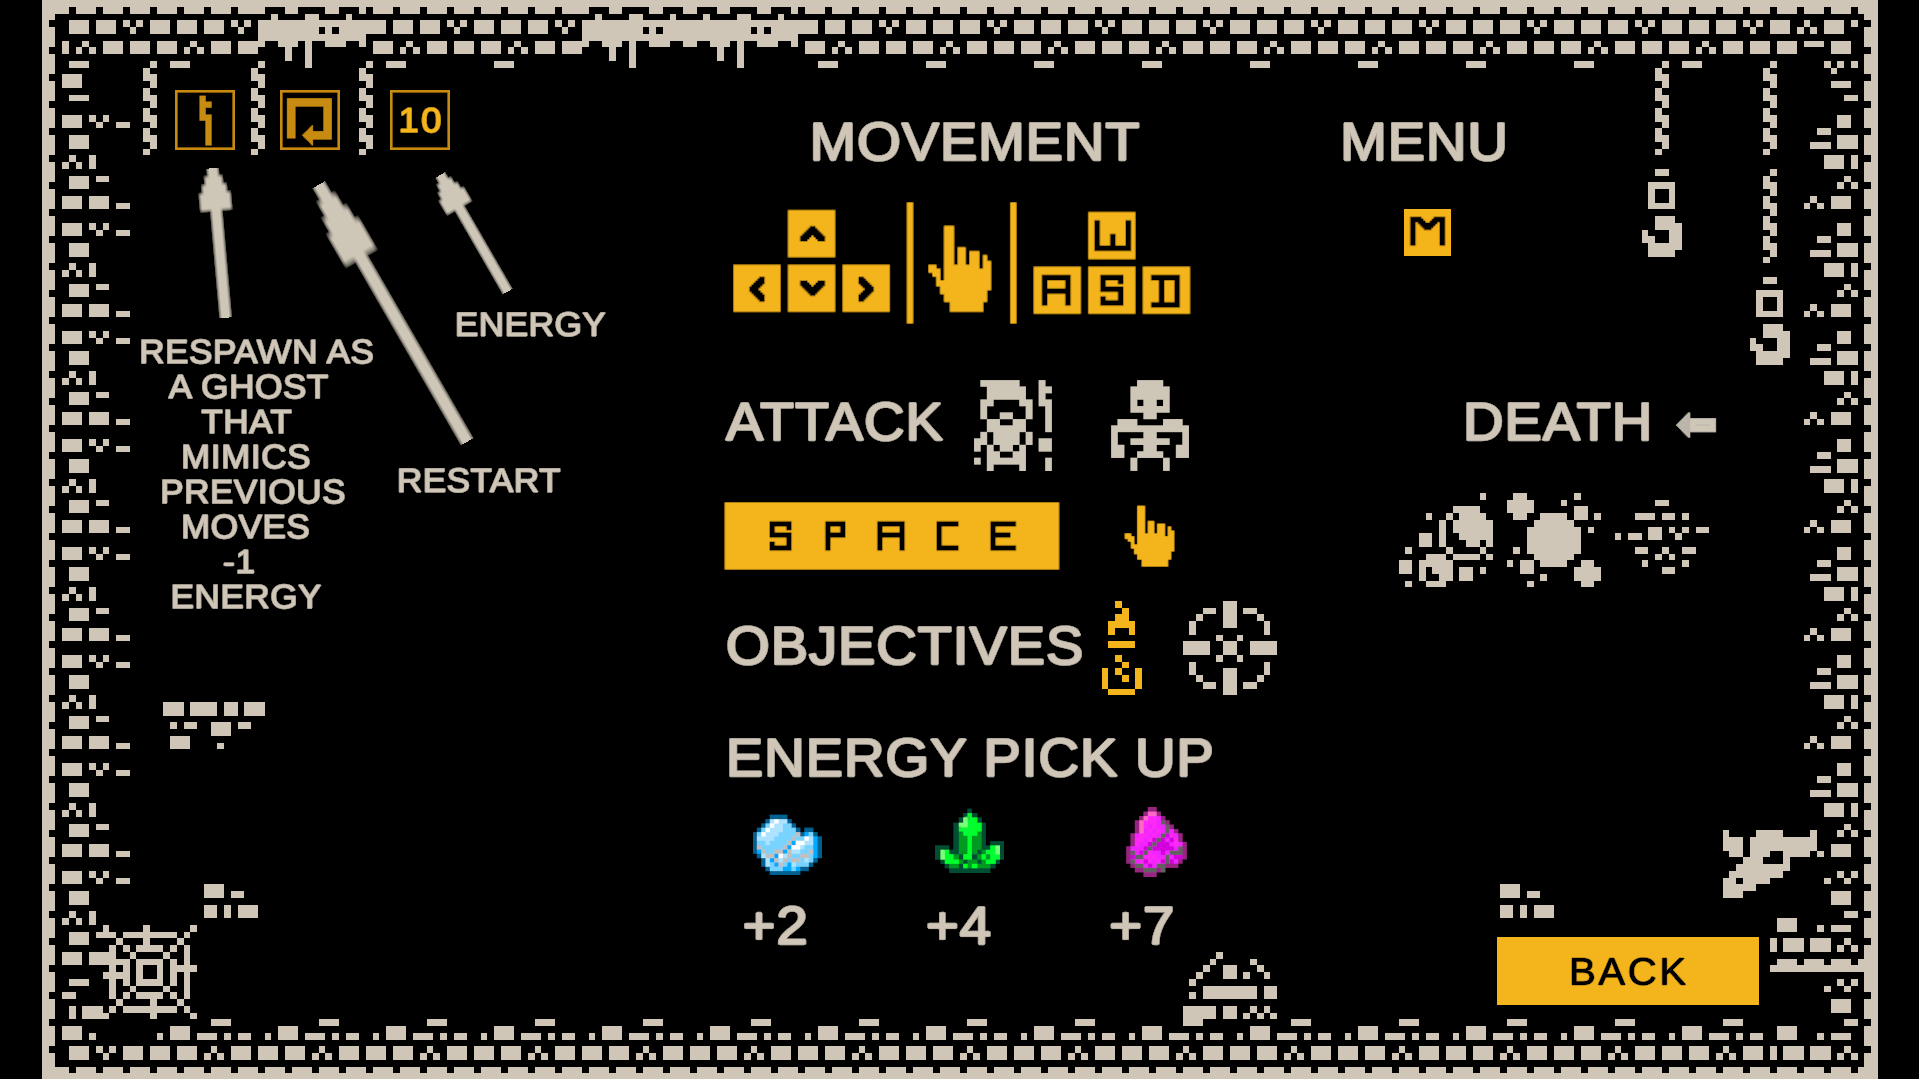 10
MOVEMENT
MENU
W
A S D
M
ENERGY
RESPAWN AS
A GHOST
THAT
MIMICS
PREVIOUS
MOVES
-1
ENERGY
RESTART
ATTACK
DEATH
SPACE
OBJECTIVES
ENERGY PICK UP
+2 +4 +7
BACK